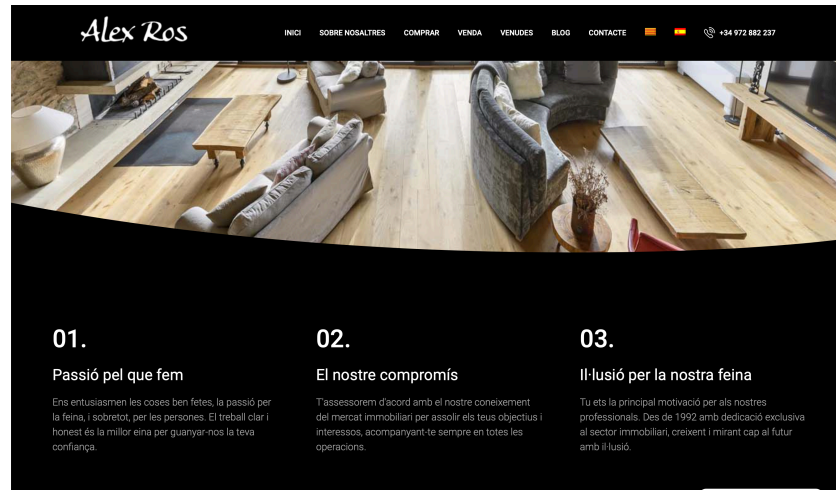 Alex Ros
INICI SOBRE NOSALTRES COMPRAR VENDA VENUDES BLOG CONTACTE +34 972 882 237
01.
Passió pel que fem
Ens entusiasmen les coses ben fetes, la passió per
la feina, i sobretot, per les persones. El treball clar i
honest és la millor eina per guanyar-nos la teva
confiança.
02.
El nostre compromís
T'assessorem d'acord amb el nostre coneixement
del mercat immobiliari per assolir els teus objectius i
interessos, acompanyant-te sempre en totes les
operacions.
03.
Il·lusió per la nostra feina
Tu ets la principal motivació per als nostres
professionals. Des de 1992 amb dedicació exclusiva
al sector immobiliari, creixent i mirant cap al futur
amb il·lusió.